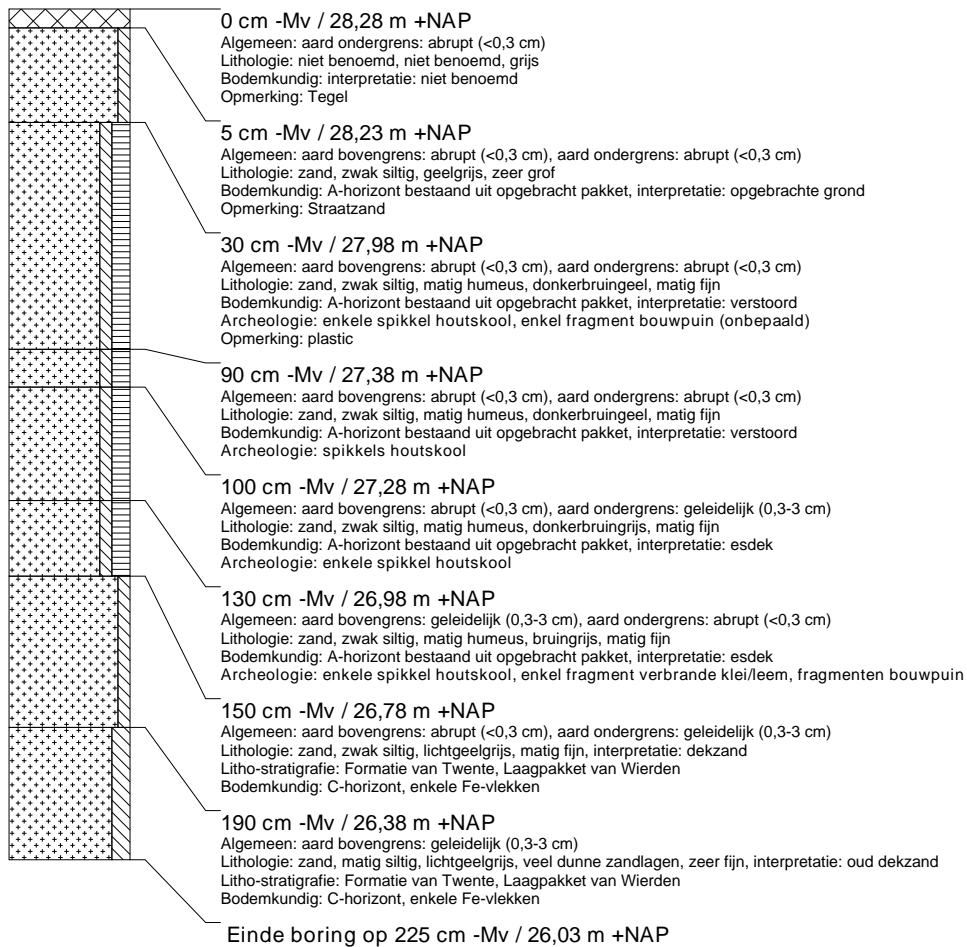 0 cm -Mv / 28,28 m +NAP
Algemeen: aard ondergrens: abrupt (<0,3 cm)
Lithologie: niet benoemd, niet benoemd, grijs
Bodemkundig: interpretatie: niet benoemd
Opmerking: Tegel
5 cm -Mv / 28,23 m +NAP
Algemeen: aard bovengrens: abrupt (<0,3 cm), aard ondergrens: abrupt (<0,3 cm)
Lithologie: zand, zwak siltig, geelgrijs, zeer grof
Bodemkundig: A-horizont bestaand uit opgebracht pakket, interpretatie: opgebrachte grond
Opmerking: Straatzand
30 cm -Mv / 27,98 m +NAP
Algemeen: aard bovengrens: abrupt (<0,3 cm), aard ondergrens: abrupt (<0,3 cm)
Lithologie: zand, zwak siltig, matig humeus, donkerbruingeel, matig fijn
Bodemkundig: A-horizont bestaand uit opgebracht pakket, interpretatie: verstoord
Archeologie: enkele spikkel houtskool, enkel fragment bouwpuin (onbepaald)
Opmerking: plastic
90 cm -Mv / 27,38 m +NAP
Algemeen: aard bovengrens: abrupt (<0,3 cm), aard ondergrens: abrupt (<0,3 cm)
Lithologie: zand, zwak siltig, matig humeus, donkerbruingeel, matig fijn
Bodemkundig: A-horizont bestaand uit opgebracht pakket, interpretatie: verstoord
Archeologie: spikkels houtskool
100 cm -Mv / 27,28 m +NAP
Algemeen: aard bovengrens: abrupt (<0,3 cm), aard ondergrens: geleidelijk (0,3-3 cm)
Lithologie: zand, zwak siltig, matig humeus, donkerbruingrijs, matig fijn
Bodemkundig: A-horizont bestaand uit opgebracht pakket, interpretatie: esdek
Archeologie: enkele spikkel houtskool
130 cm -Mv / 26,98 m +NAP
Algemeen: aard bovengrens: geleidelijk (0,3-3 cm), aard ondergrens: abrupt (<0,3 cm)
Lithologie: zand, zwak siltig, matig humeus, bruingrijs, matig fijn
Bodemkundig: A-horizont bestaand uit opgebracht pakket, interpretatie: esdek
Archeologie: enkele spikkel houtskool, enkel fragment verbrande klei/leem, fragmenten bouwpuin
150 cm -Mv / 26,78 m +NAP
Algemeen: aard bovengrens: abrupt (<0,3 cm), aard ondergrens: geleidelijk (0,3-3 cm)
Lithologie: zand, zwak siltig, lichtgeelgrijs, matig fijn, interpretatie: dekzand
Litho-stratigrafie: Formatie van Twente, Laagpakket van Wierden
Bodemkundig: C-horizont, enkele Fe-vlekken
190 cm -Mv / 26,38 m +NAP
Algemeen: aard bovengrens: geleidelijk (0,3-3 cm)
Lithologie: zand, matig siltig, lichtgeelgrijs, veel dunne zandlagen, zeer fijn, interpretatie: oud dekzand
Litho-stratigrafie: Formatie van Twente, Laagpakket van Wierden
Bodemkundig: C-horizont, enkele Fe-vlekken
Einde boring op 225 cm -Mv / 26,03 m +NAP